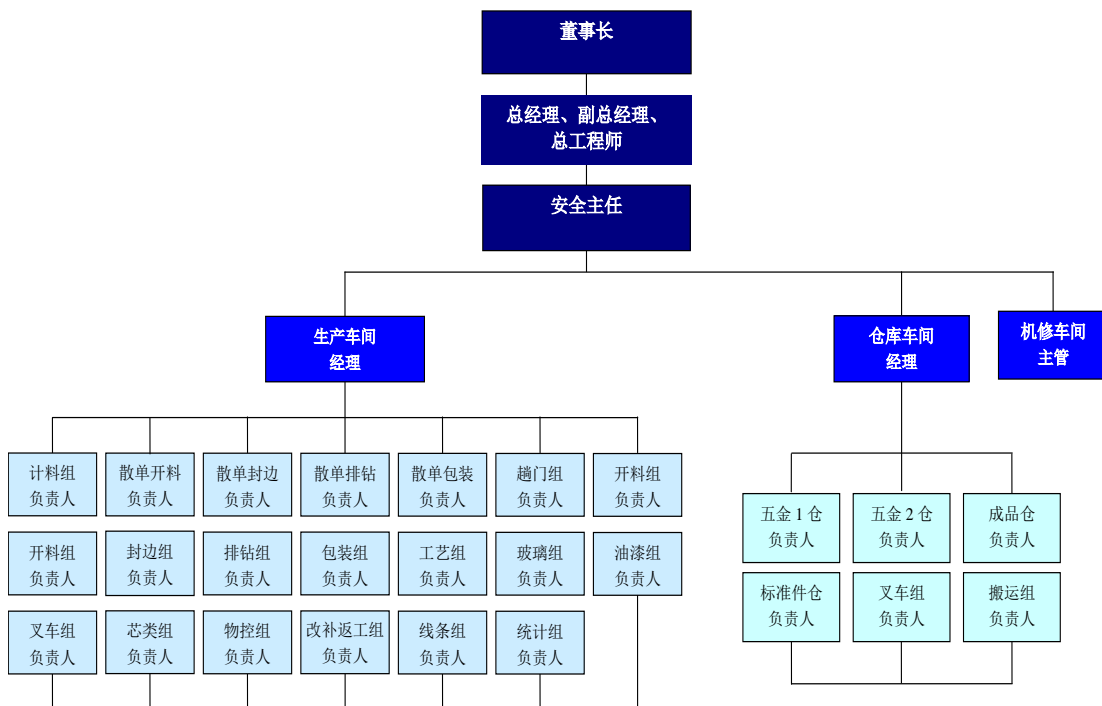 董事长
总经理、副总经理、
总工程师
安全主任
生产车间
经理
仓库车间
经理
机修车间
主管
计料组
负责人
散单开料
负责人
散单封边
负责人
散单排钻
负责人
散单包装
负责人
趟门组
负责人
开料组
负责人
开料组
负责人
封边组
负责人
排钻组
负责人
包装组
负责人
工艺组
负责人
玻璃组
负责人
油漆组
负责人
叉车组
负责人
芯类组
负责人
物控组
负责人
改补返工组
负责人
线条组
负责人
统计组
负责人
五金 1 仓
负责人
五金 2 仓
负责人
成品仓
负责人
标准件仓
负责人
叉车组
负责人
搬运组
负责人